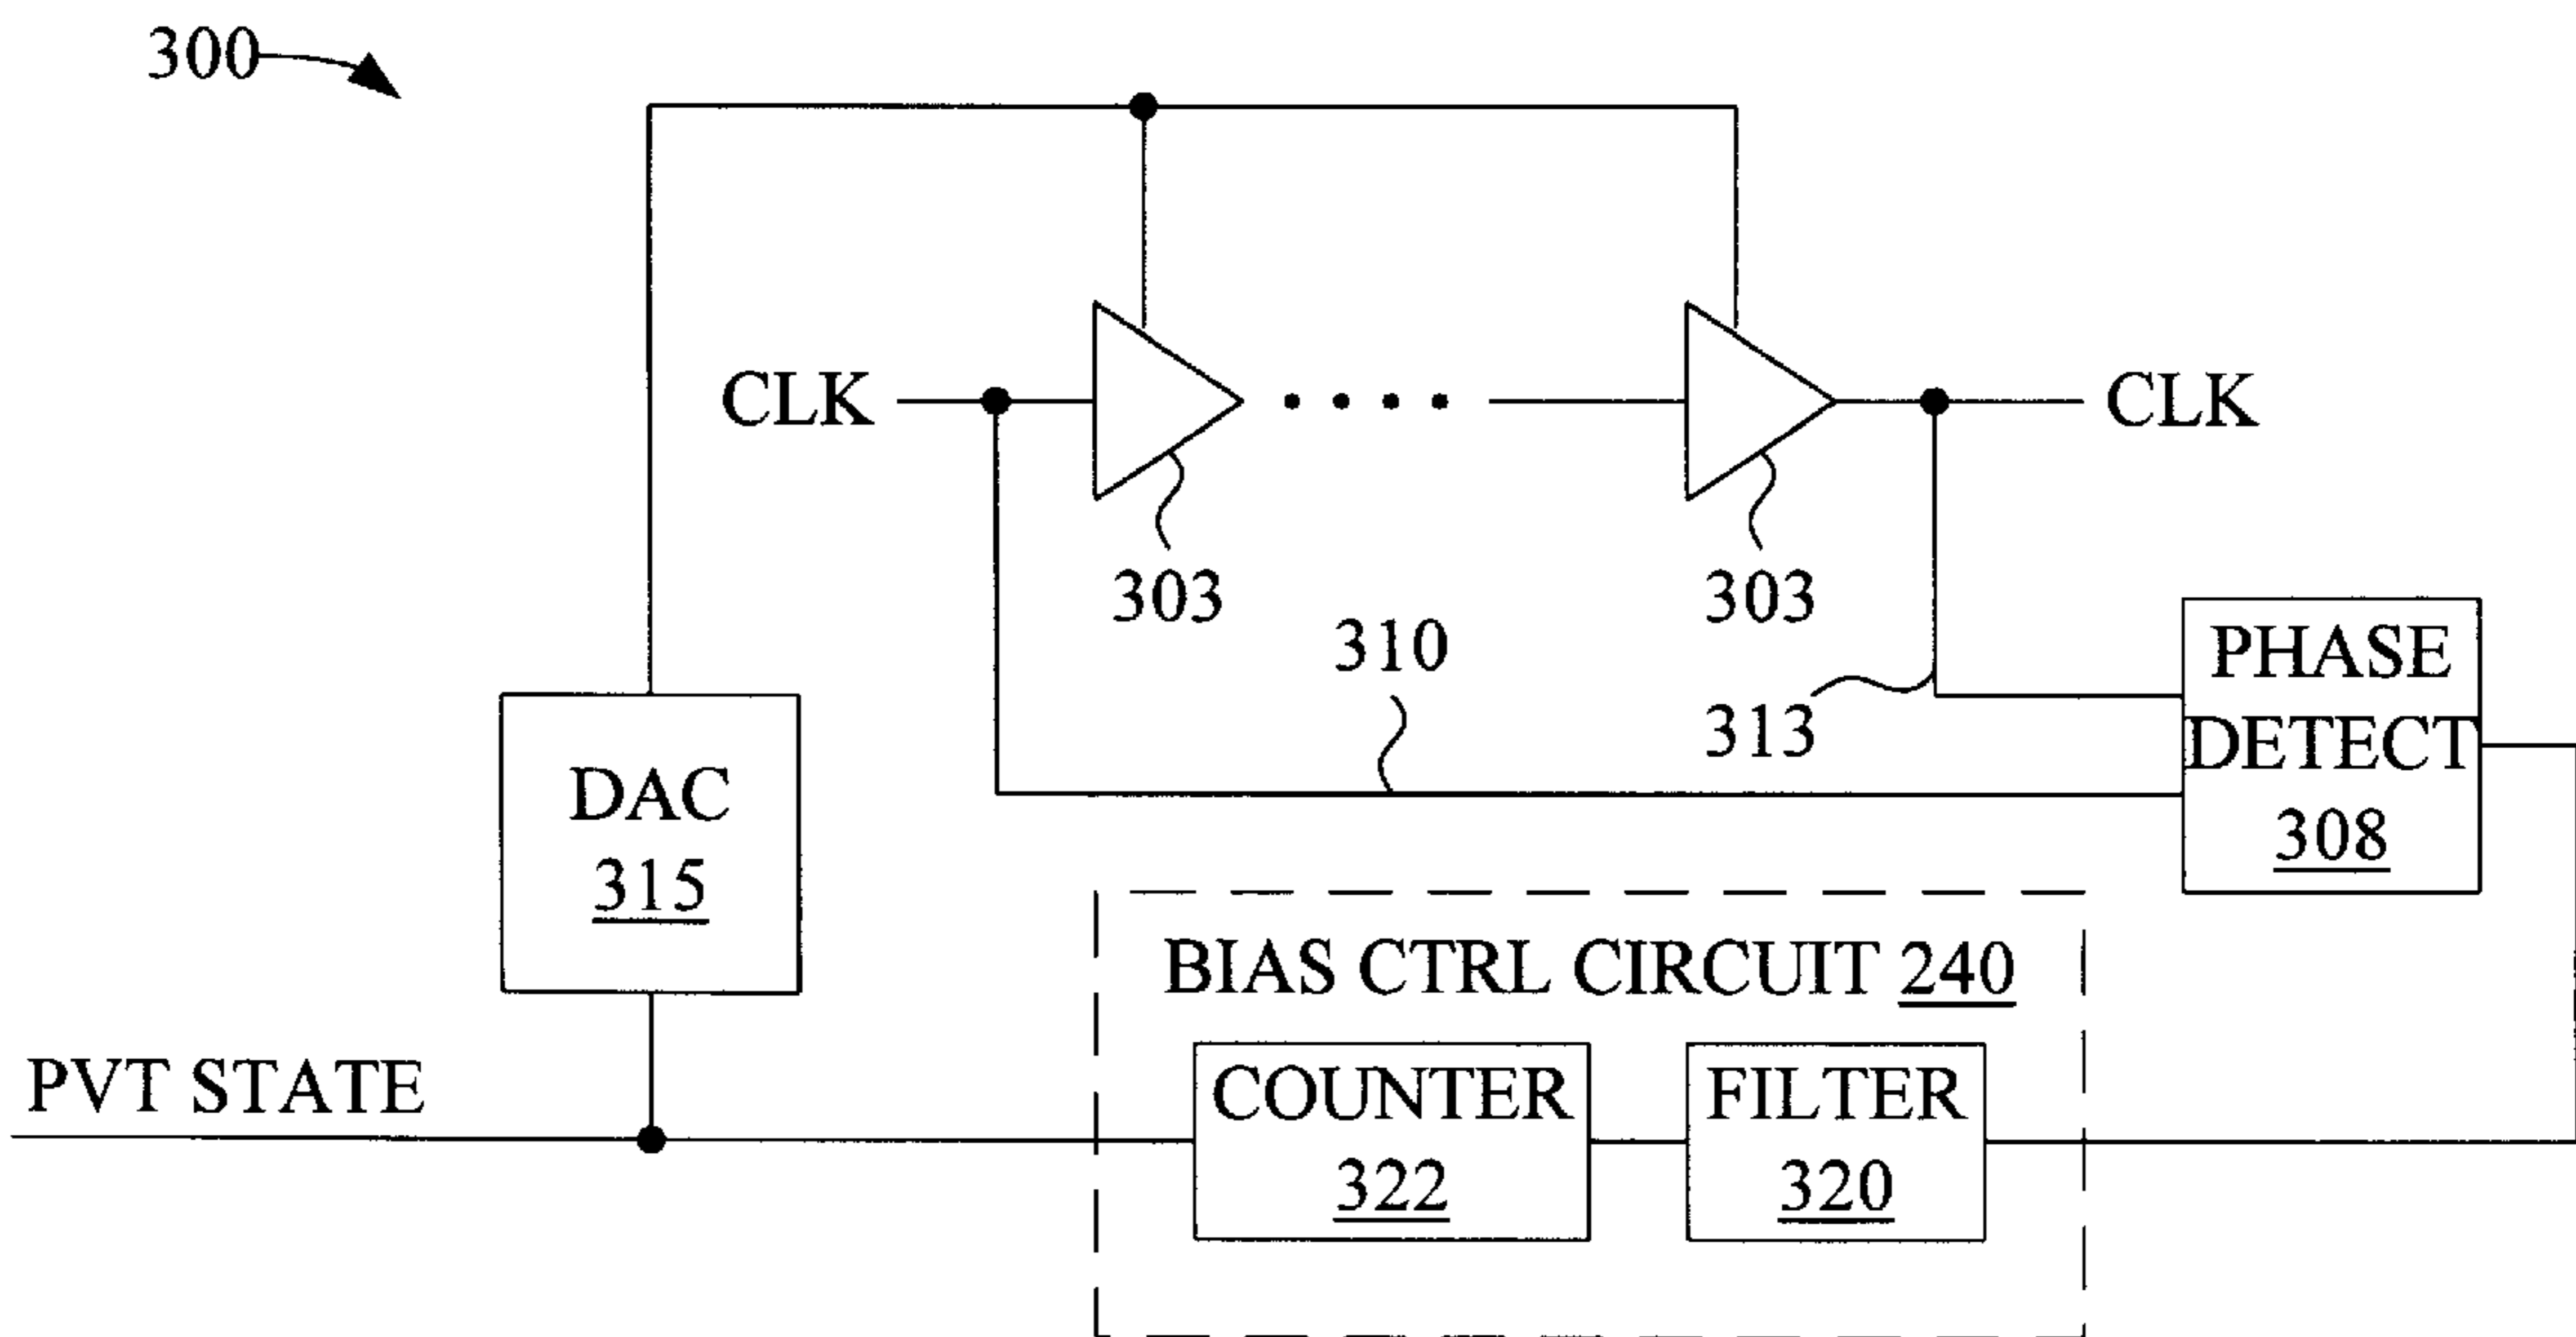 300
CLK
CLK
303
303
310
313
PHASE
DETECT
308
DAC
315
BIAS CTRL CIRCUIT 240
PVT STATE
COUNTER
322
FILTER
320